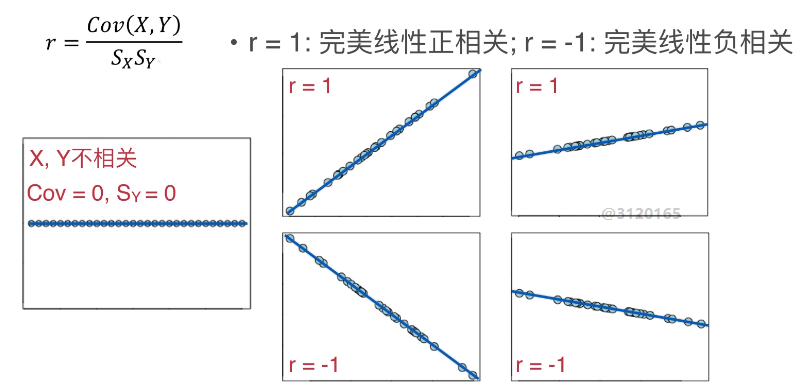 r = Cov(X,Y) / S_X S_Y
• r = 1: 完美线性正相关; r = -1: 完美线性负相关
r = 1
r = 1
X, Y不相关
Cov = 0, S_Y = 0
@3120165
r = -1
r = -1